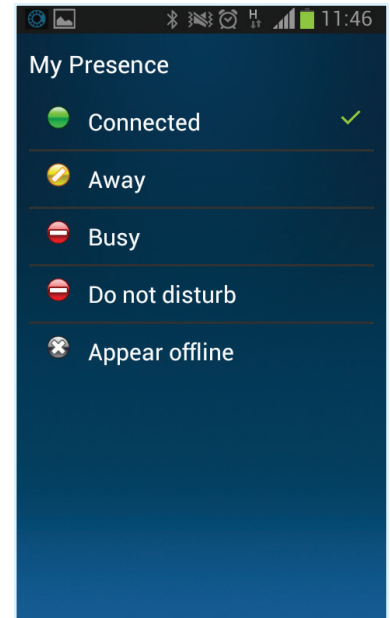 H 11:46
My Presence
Connected
Away
Busy
Do not disturb
Appear offline